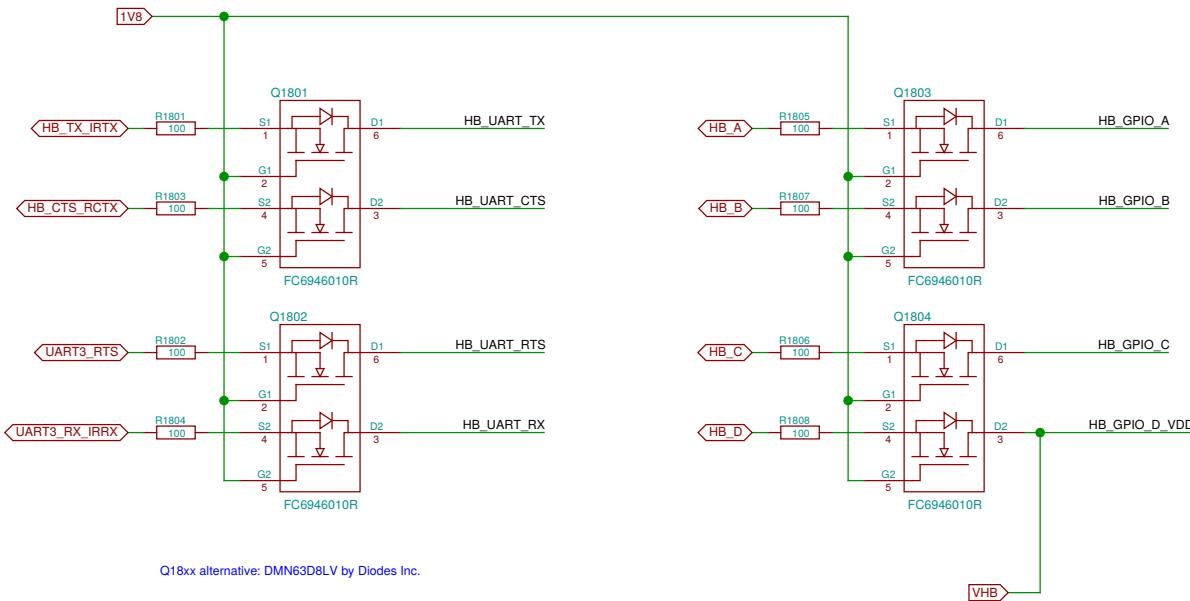 1V8
Q1801
HB_TX_IRTX
R1801
100
S1
1
D1
6
HB_UART_TX
G1
2
HB_CTS_RCTX
R1803
100
S2
4
D2
3
HB_UART_CTS
G2
5
FC6946010R
Q1802
UART3_RTS
R1802
100
S1
1
D1
6
HB_UART_RTS
G1
2
UART3_RX_IRRX
R1804
100
S2
4
D2
3
HB_UART_RX
G2
5
FC6946010R
Q1803
HB_A
R1805
100
S1
1
D1
6
HB_GPIO_A
G1
2
HB_B
R1807
100
S2
4
D2
3
HB_GPIO_B
G2
5
FC6946010R
Q1804
HB_C
R1806
100
S1
1
D1
6
HB_GPIO_C
G1
2
HB_D
R1808
100
S2
4
D2
3
HB_GPIO_D_VDD
G2
5
FC6946010R
Q18xx alternative: DMN63D8LV by Diodes Inc.
VHB